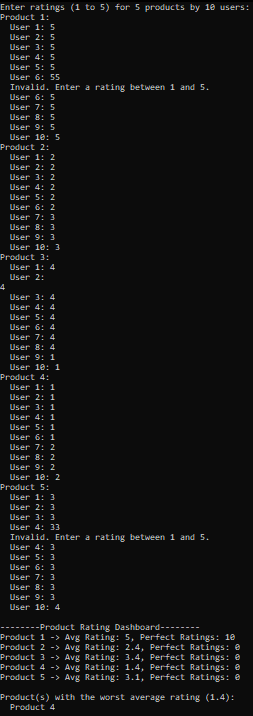 Enter ratings (1 to 5) for 5 products by 10 users:
Product 1:
  User 1: 5
  User 2: 5
  User 3: 5
  User 4: 5
  User 5: 5
  User 6: 55
  Invalid. Enter a rating between 1 and 5.
  User 6: 5
  User 7: 5
  User 8: 5
  User 9: 5
  User 10: 5
Product 2:
  User 1: 2
  User 2: 2
  User 3: 2
  User 4: 2
  User 5: 2
  User 6: 2
  User 7: 3
  User 8: 3
  User 9: 3
  User 10: 3
Product 3:
  User 1: 4
  User 2:
4
  User 3: 4
  User 4: 4
  User 5: 4
  User 6: 4
  User 7: 4
  User 8: 4
  User 9: 1
  User 10: 1
Product 4:
  User 1: 1
  User 2: 1
  User 3: 1
  User 4: 1
  User 5: 1
  User 6: 1
  User 7: 2
  User 8: 2
  User 9: 2
  User 10: 2
Product 5:
  User 1: 3
  User 2: 3
  User 3: 3
  User 4: 33
  Invalid. Enter a rating between 1 and 5.
  User 4: 3
  User 5: 3
  User 6: 3
  User 7: 3
  User 8: 3
  User 9: 3
  User 10: 4

--------Product Rating Dashboard--------
Product 1 -> Avg Rating: 5, Perfect Ratings: 10
Product 2 -> Avg Rating: 2.4, Perfect Ratings: 0
Product 3 -> Avg Rating: 3.4, Perfect Ratings: 0
Product 4 -> Avg Rating: 1.4, Perfect Ratings: 0
Product 5 -> Avg Rating: 3.1, Perfect Ratings: 0

Product(s) with the worst average rating (1.4):
  Product 4